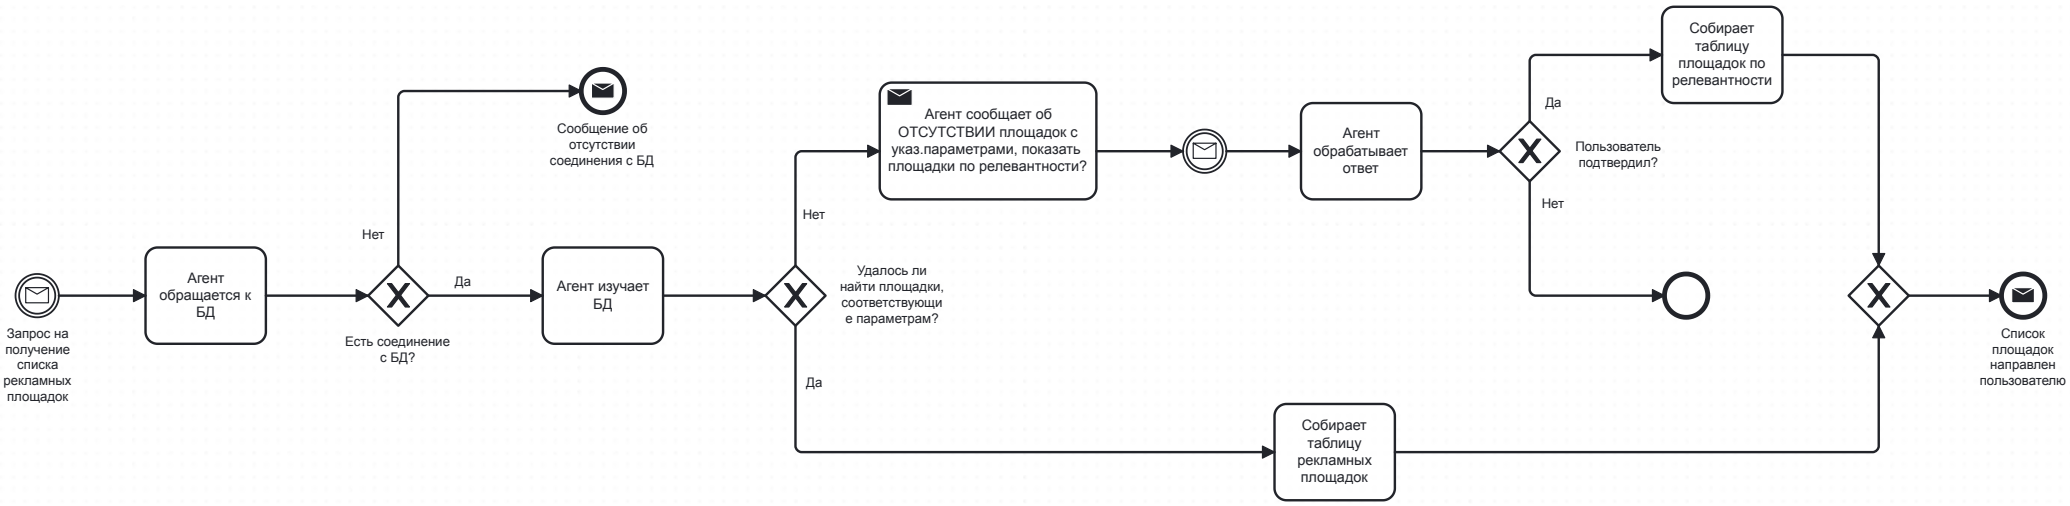 Собирает
таблицу
площадок по
релевантности
Да
Агент сообщает об
ОТСУТСТВИИ площадок с
указ.параметрами, показать
площадки по релевантности?
Сообщение об
отсутствии
соединения с БД
Агент
обрабатывает
ответ
Пользователь
подтвердил?
Нет
Нет
Нет
Агент
обращается к
БД
Да
Агент изучает
БД
Удалось ли
найти площадки,
соответствующи
е параметрам?
Запрос на
получение
списка
рекламных
площадок
Есть соединение
с БД?
Список
площадок
направлен
пользователю
Да
Собирает
таблицу
рекламных
площадок